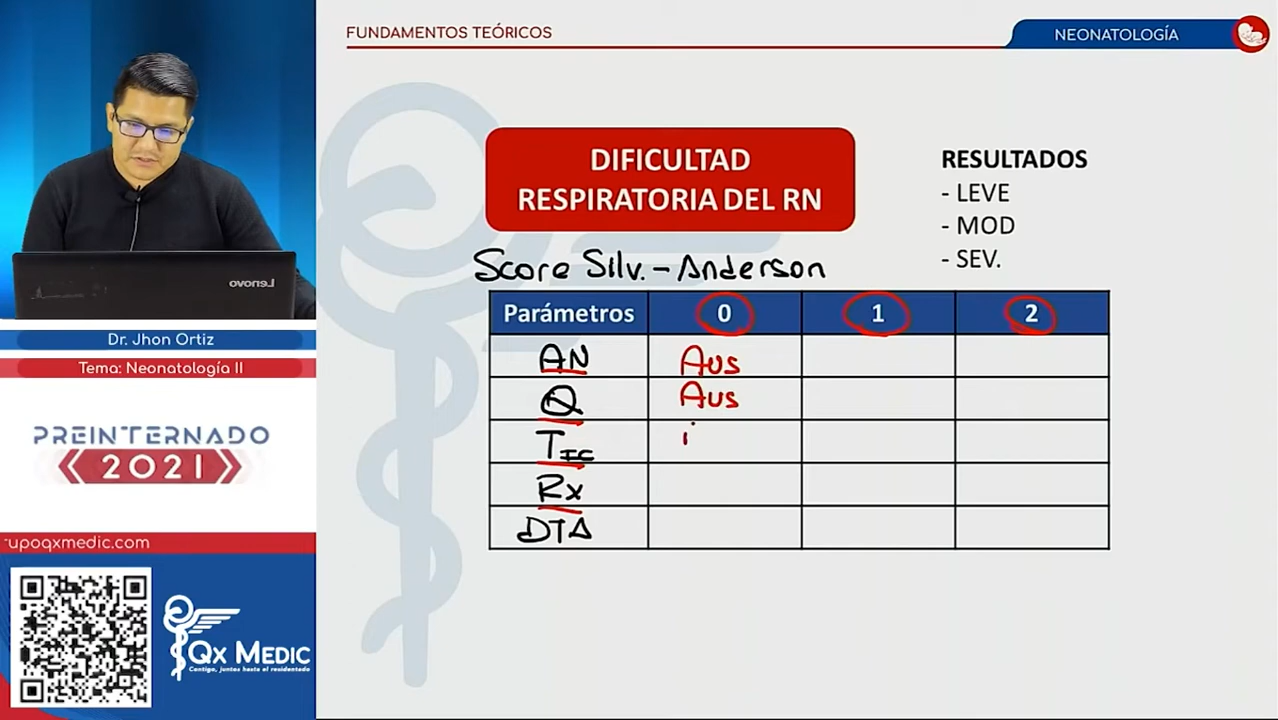 FUNDAMENTOS TEÓRICOS
NEONATOLOGÍA
DIFICULTAD
RESPIRATORIA DEL RN
RESULTADOS
- LEVE
- MOD
- SEV.
Score Silv. - Anderson
Parámetros 0 1 2
AN Aus
Q Aus
TIC i
Rx
DTA
Lenovo
Dr. Jhon Ortiz
Tema: Neonatología II
PREINTERNADO
2021
rupoqxmedic.com
QX MEDIC
Contigo, juntos hasta el residentado